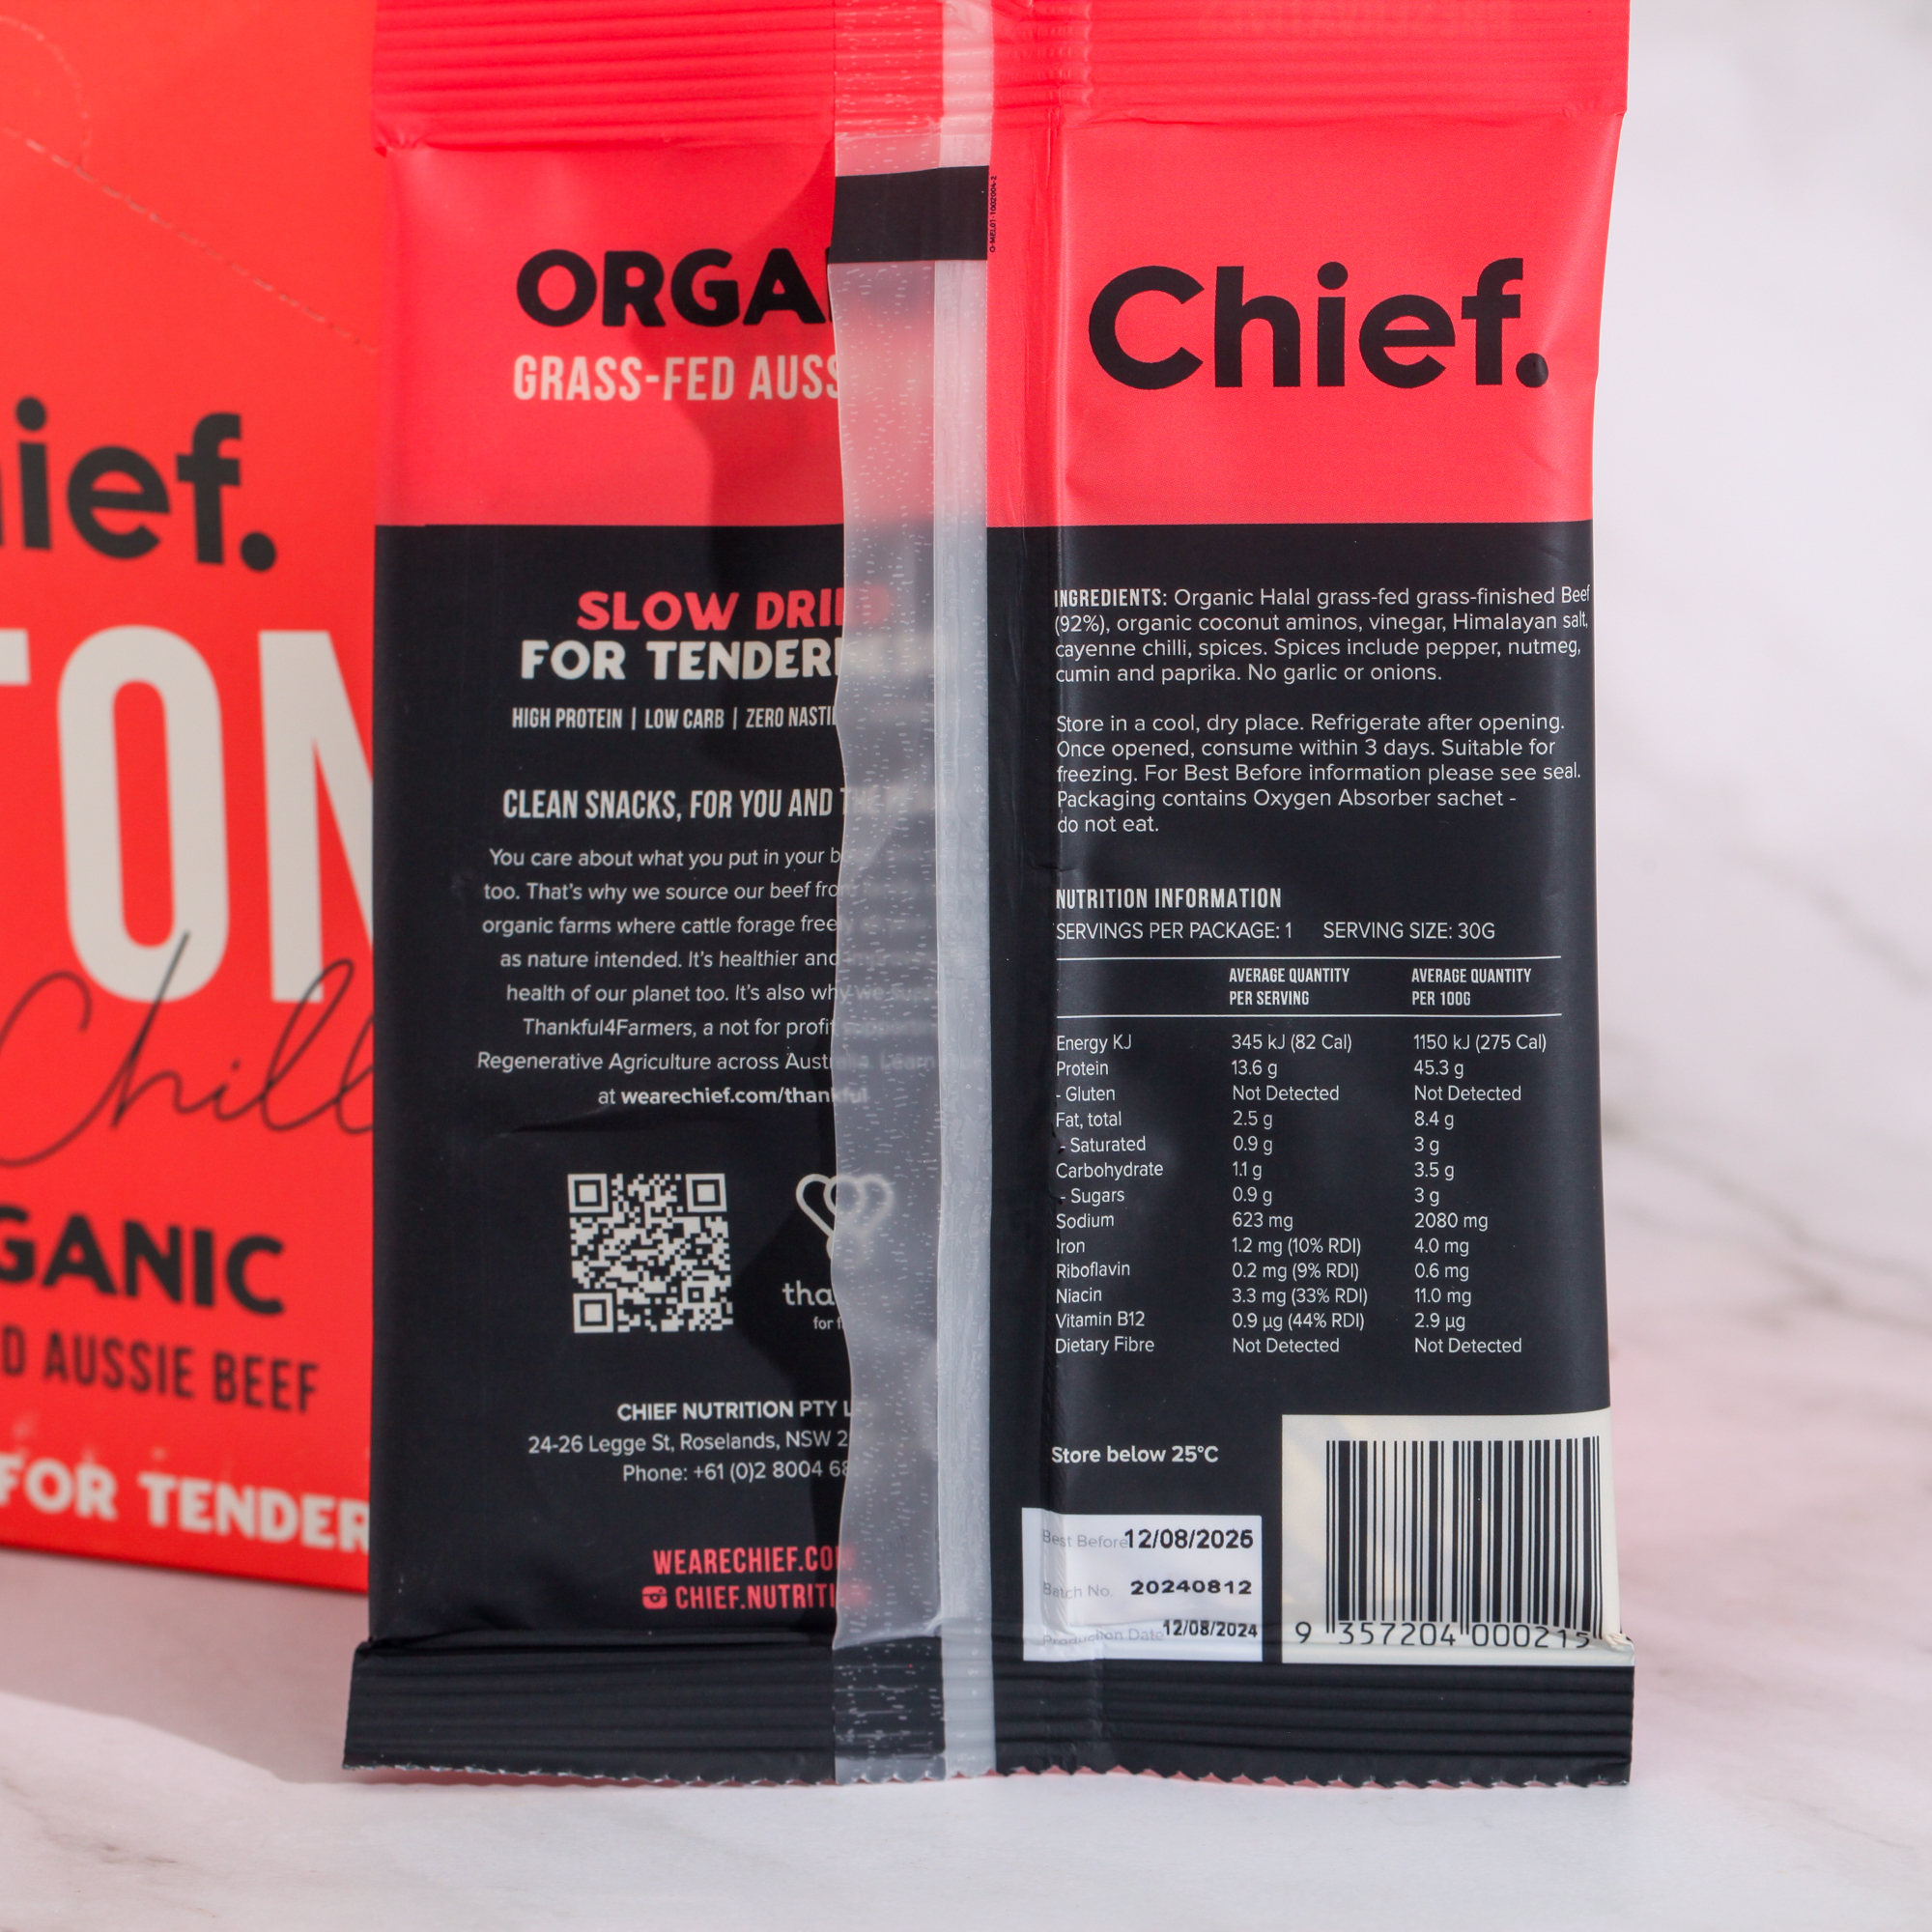 ief.
TON
Chill
GANIC
D AUSSIE BEEF
FOR TENDER
ORGA
GRASS-FED AUSS
SLOW DRI
FOR TENDER
HIGH PROTEIN | LOW CARB | ZERO NASTI
CLEAN SNACKS, FOR YOU AND
You care about what you put in your
too. That's why we source our beef fro
organic farms where cattle forage free
as nature intended. It's healthier and
health of our planet too. It's also why we
Thankful4Farmers, a not for profit
Regenerative Agriculture across Austr Learn
at wearechief.com/thankful
tha
for
CHIEF NUTRITION PTY L
24-26 Legge St, Roselands, NSW 2
Phone: +61 (0)2 8004 68
WEARECHIEF.CO
CHIEF.NUTRITI
Chief.
INGREDIENTS: Organic Halal grass-fed grass-finished Beef
(92%), organic coconut aminos, vinegar, Himalayan salt,
cayenne chilli, spices. Spices include pepper, nutmeg,
cumin and paprika. No garlic or onions.
Store in a cool, dry place. Refrigerate after opening.
Once opened, consume within 3 days. Suitable for
freezing. For Best Before information please see seal.
Packaging contains Oxygen Absorber sachet -
do not eat.
NUTRITION INFORMATION
SERVINGS PER PACKAGE: 1 SERVING SIZE: 30G
AVERAGE QUANTITY AVERAGE QUANTITY
PER SERVING PER 100G
Energy KJ 345 kJ (82 Cal) 1150 kJ (275 Cal)
Protein 13.6 g 45.3 g
- Gluten Not Detected Not Detected
Fat, total 2.5 g 8.4 g
- Saturated 0.9 g 3 g
Carbohydrate 1.1 g 3.5 g
- Sugars 0.9 g 3 g
Sodium 623 mg 2080 mg
Iron 1.2 mg (10% RDI) 4.0 mg
Riboflavin 0.2 mg (9% RDI) 0.6 mg
Niacin 3.3 mg (33% RDI) 11.0 mg
Vitamin B12 0.9 µg (44% RDI) 2.9 µg
Dietary Fibre Not Detected Not Detected
Store below 25°C
Best Before 12/08/2026
Batch No. 20240812
Production Date 12/08/2024
9 357204 000215